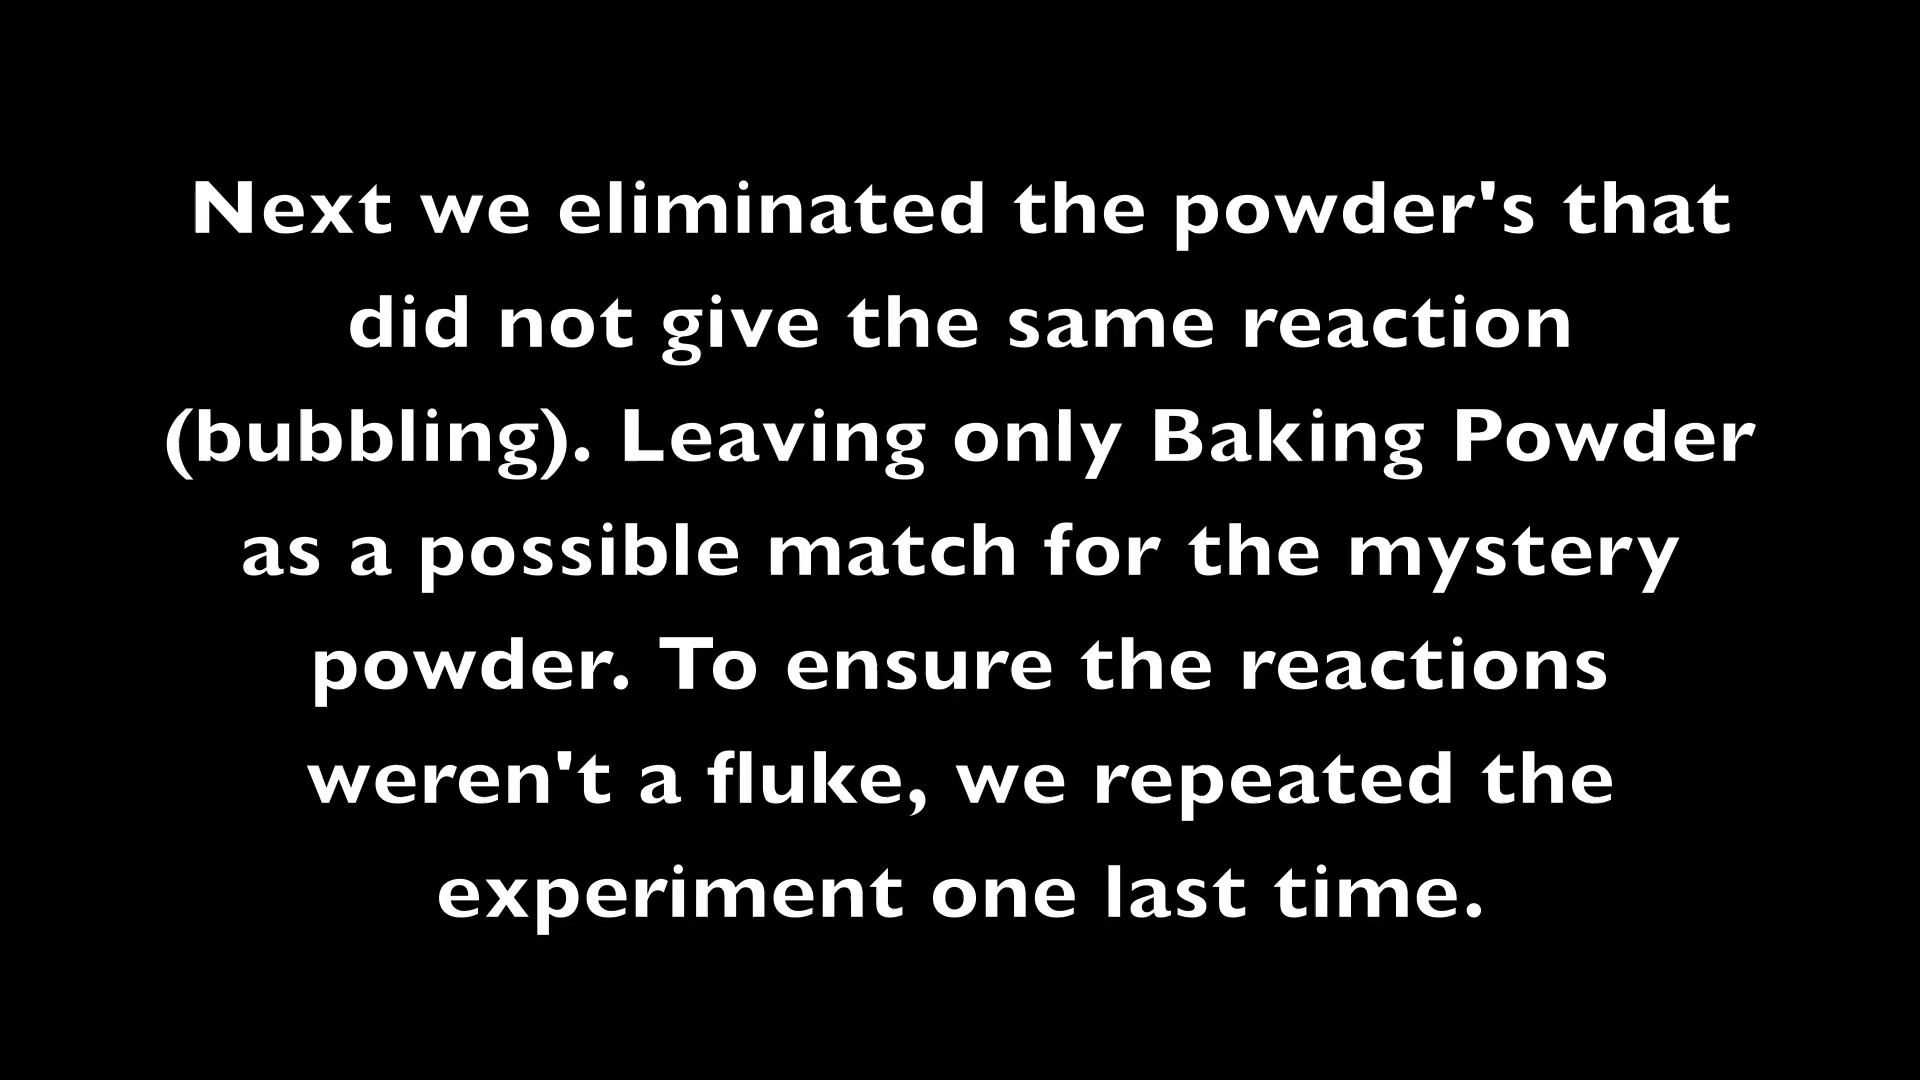 Next we eliminated the powder's that
did not give the same reaction
(bubbling). Leaving only Baking Powder
as a possible match for the mystery
powder. To ensure the reactions
weren't a fluke, we repeated the
experiment one last time.